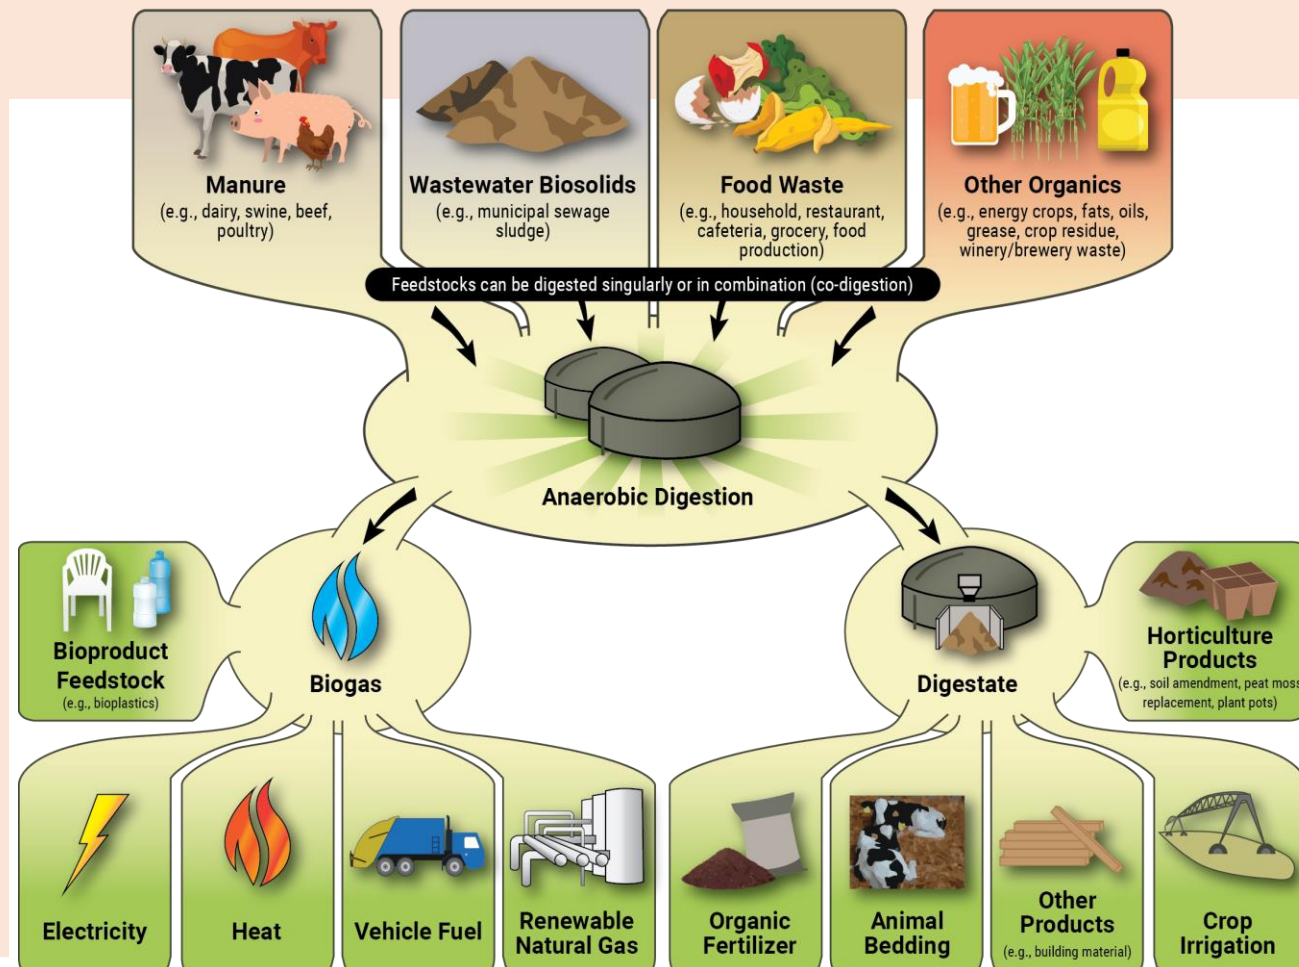 Manure
(e.g., dairy, swine, beef,
poultry)
Wastewater Biosolids
(e.g., municipal sewage
sludge)
Food Waste
(e.g., household, restaurant,
cafeteria, grocery, food
production)
Other Organics
(e.g., energy crops, fats, oils,
grease, crop residue,
winery/brewery waste)
Feedstocks can be digested singularly or in combination (co-digestion)
Anaerobic Digestion
Bioproduct
Feedstock
(e.g., bioplastics)
Biogas
Digestate
Horticulture
Products
(e.g., soil amendment, peat moss
replacement, plant pots)
Electricity
Heat
Vehicle Fuel
Renewable
Natural Gas
Organic
Fertilizer
Animal
Bedding
Other
Products
(e.g., building material)
Crop
Irrigation